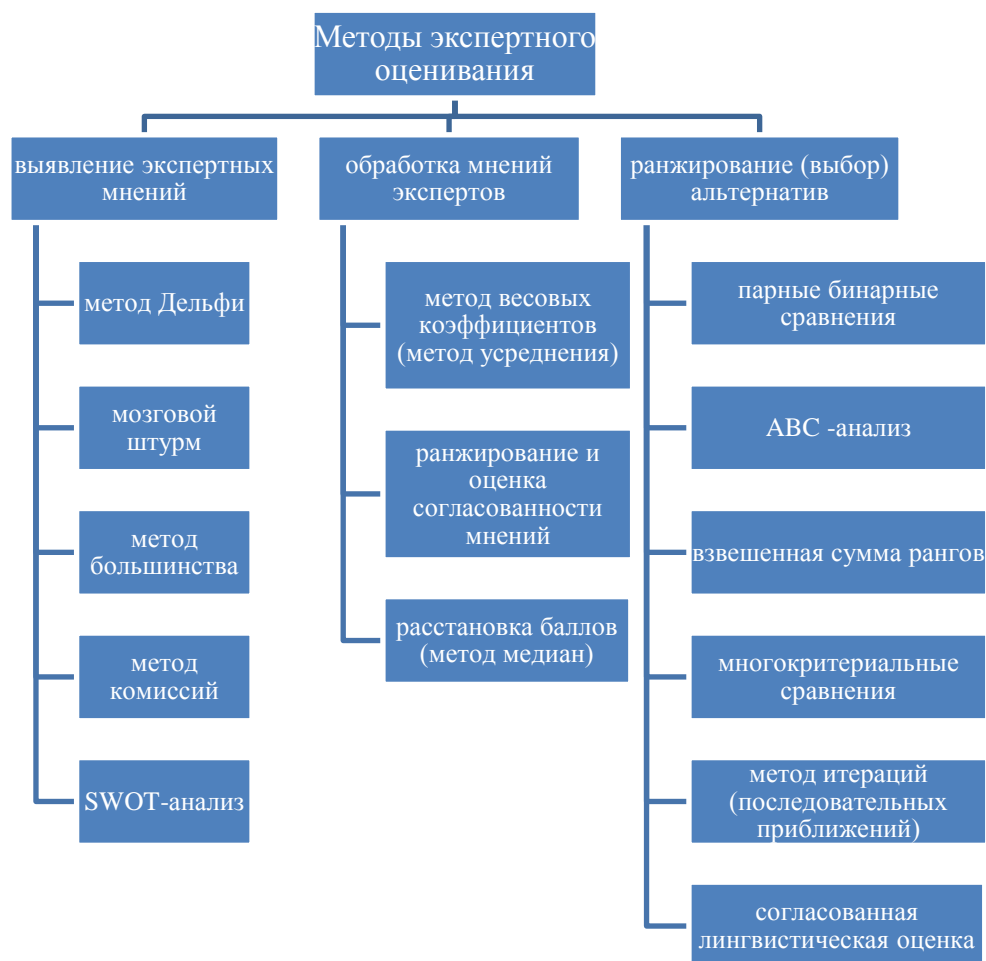 Методы экспертного
оценивания
выявление экспертных
мнений
метод Дельфи
мозговой
штурм
метод
большинства
метод
комиссий
SWOT-анализ
обработка мнений
экспертов
метод весовых
коэффициентов
(метод усреднения)
ранжирование и
оценка
согласованности
мнений
расстановка баллов
(метод медиан)
ранжирование (выбор)
альтернатив
парные бинарные
сравнения
АВС -анализ
взвешенная сумма рангов
многокритериальные
сравнения
метод итераций
(последовательных
приближений)
согласованная
лингвистическая оценка